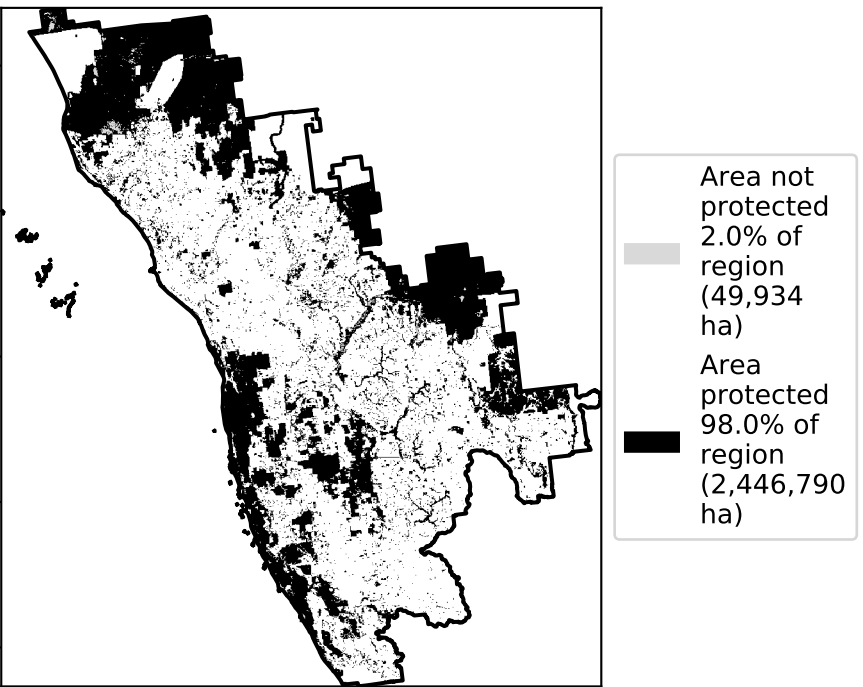 Area not
protected
2.0% of
region
(49,934
ha)
Area
protected
98.0% of
region
(2,446,790
ha)